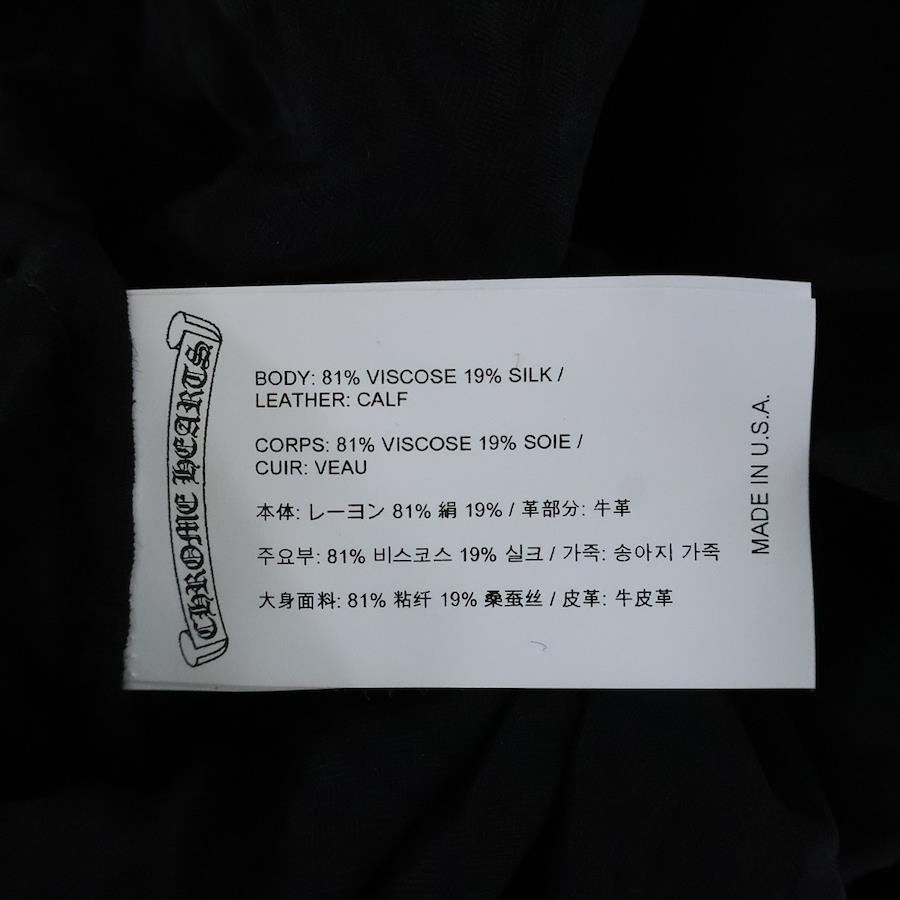 CHROME HEARTS
BODY: 81% VISCOSE 19% SILK /
LEATHER: CALF
CORPS: 81% VISCOSE 19% SOIE /
CUIR: VEAU
本体: レーヨン 81% 絹 19% / 革部分: 牛革
주요부: 81% 비스코스 19% 실크 / 가죽: 송아지 가죽
大身面料: 81% 粘纤 19% 桑蚕丝 / 皮革: 牛皮革
MADE IN U.S.A.